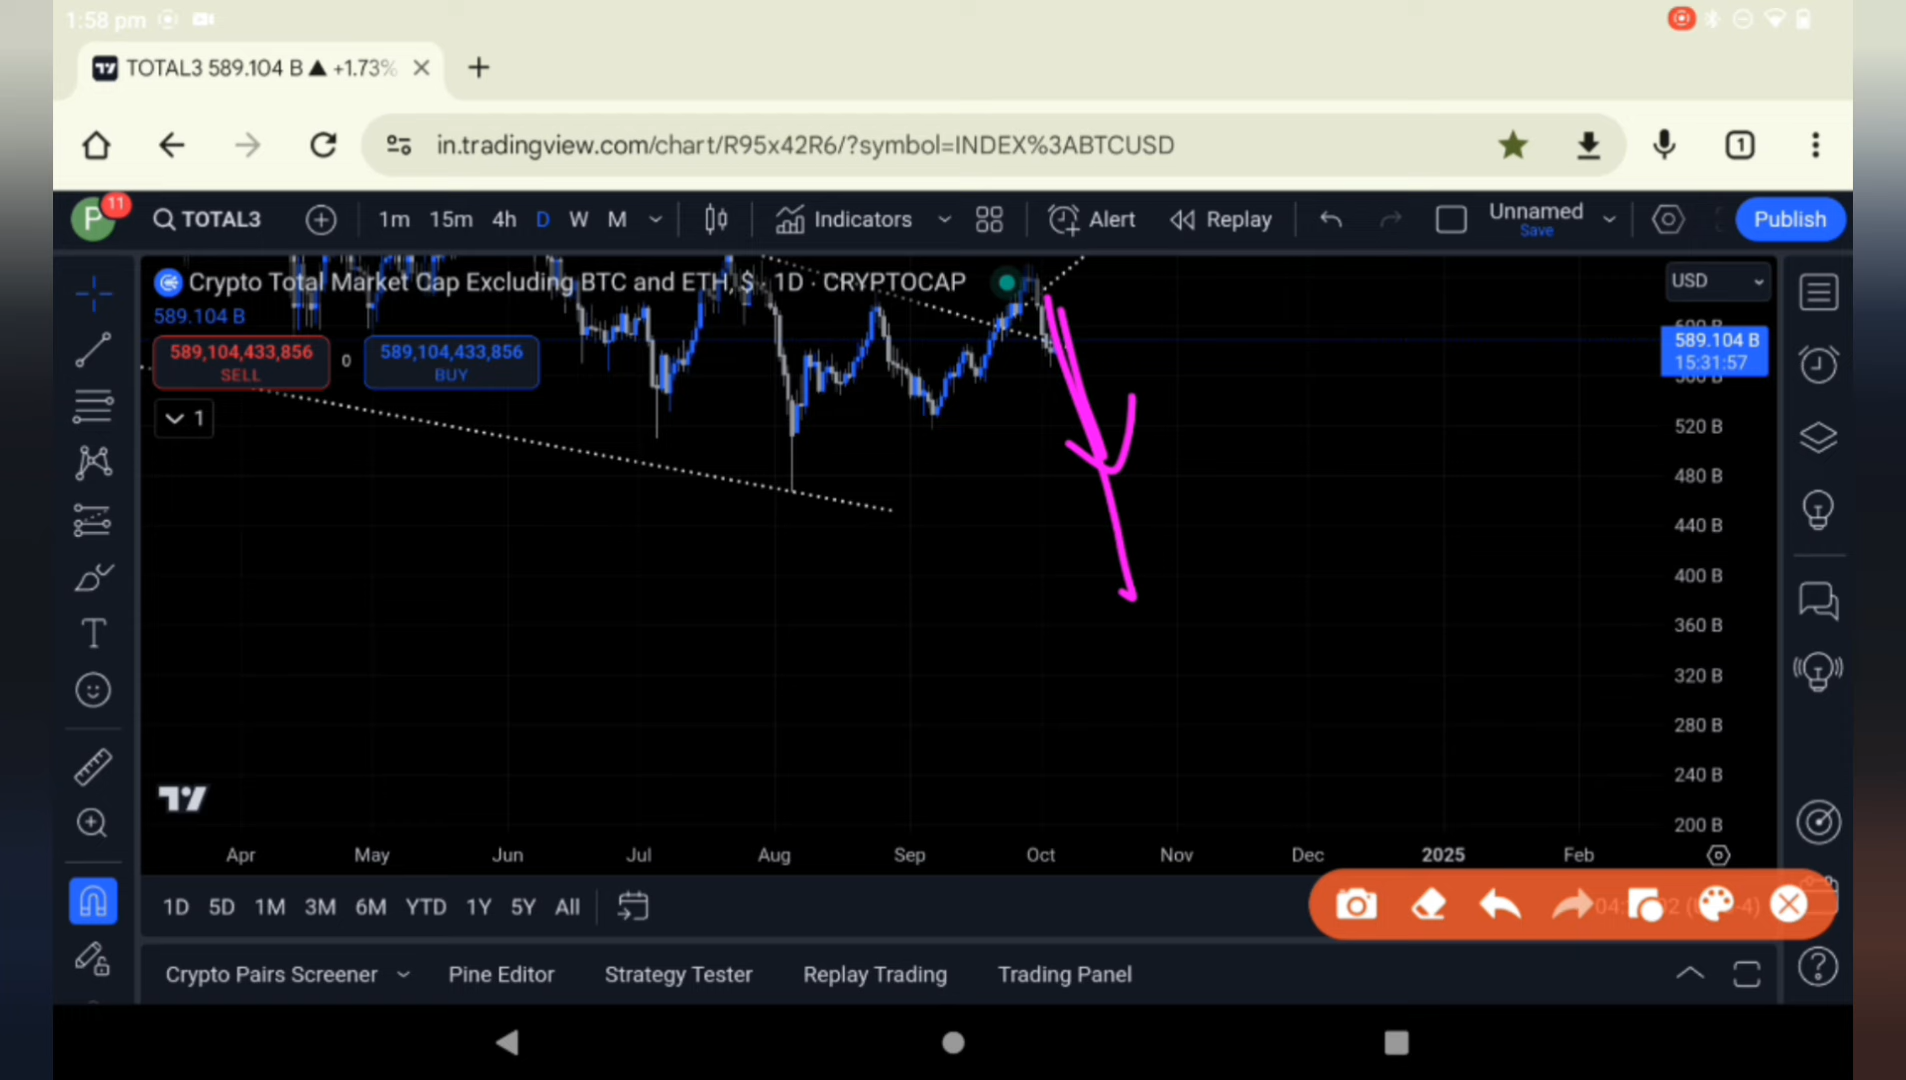 1:58 pm
TOTAL3 589.104 B ▲ +1.73%
in.tradingview.com/chart/R95x42R6/?symbol=INDEX%3ABTCUSD
1
P
11
TOTAL3
1m 15m 4h D W M
Indicators
Alert
Replay
Unnamed
Save
Publish
Crypto Total Market Cap Excluding BTC and ETH, $ · 1D · CRYPTOCAP
USD
589.104 B
589,104,433,856
SELL
0
589,104,433,856
BUY
1
589.104 B
15:31:57
520 B
480 B
440 B
400 B
360 B
320 B
280 B
240 B
200 B
Apr May Jun Jul Aug Sep Oct Nov Dec 2025 Feb
1D 5D 1M 3M 6M YTD 1Y 5Y All
Crypto Pairs Screener Pine Editor Strategy Tester Replay Trading Trading Panel